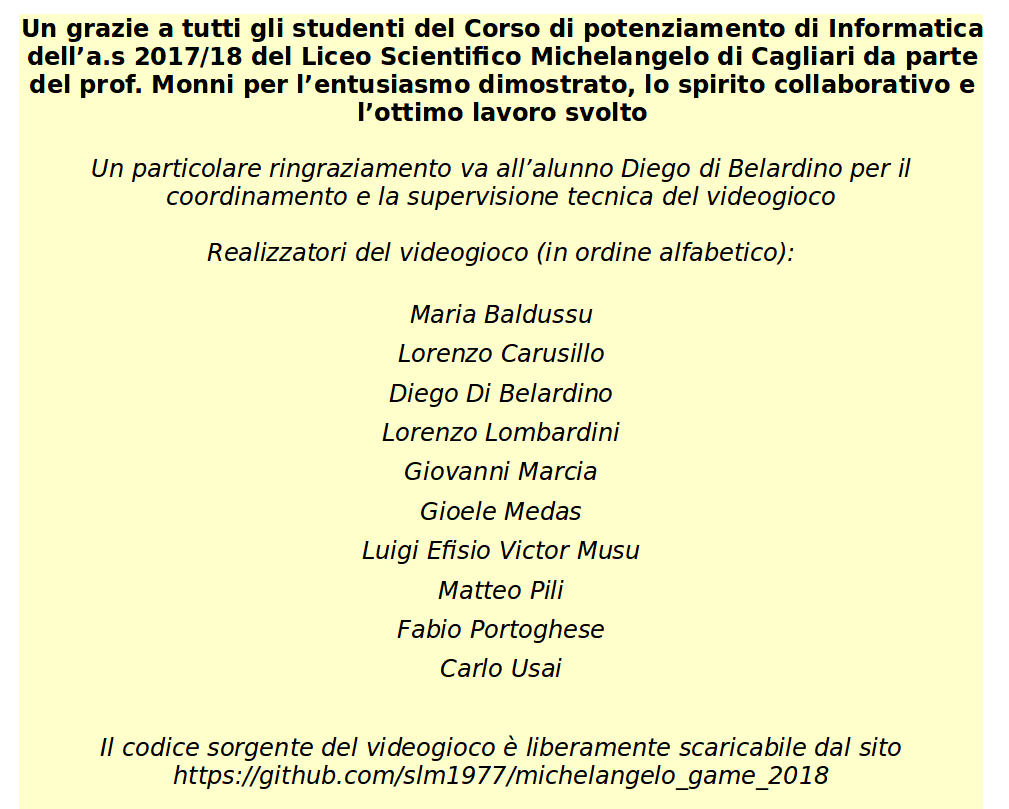 Un grazie a tutti gli studenti del Corso di potenziamento di Informatica
dell’a.s 2017/18 del Liceo Scientifico Michelangelo di Cagliari da parte
del prof. Monni per l’entusiasmo dimostrato, lo spirito collaborativo e
l’ottimo lavoro svolto
Un particolare ringraziamento va all’alunno Diego di Belardino per il
coordinamento e la supervisione tecnica del videogioco
Realizzatori del videogioco (in ordine alfabetico):
Maria Baldussu
Lorenzo Carusillo
Diego Di Belardino
Lorenzo Lombardini
Giovanni Marcia
Gioele Medas
Luigi Efisio Victor Musu
Matteo Pili
Fabio Portoghese
Carlo Usai
Il codice sorgente del videogioco è liberamente scaricabile dal sito
https://github.com/slm1977/michelangelo_game_2018